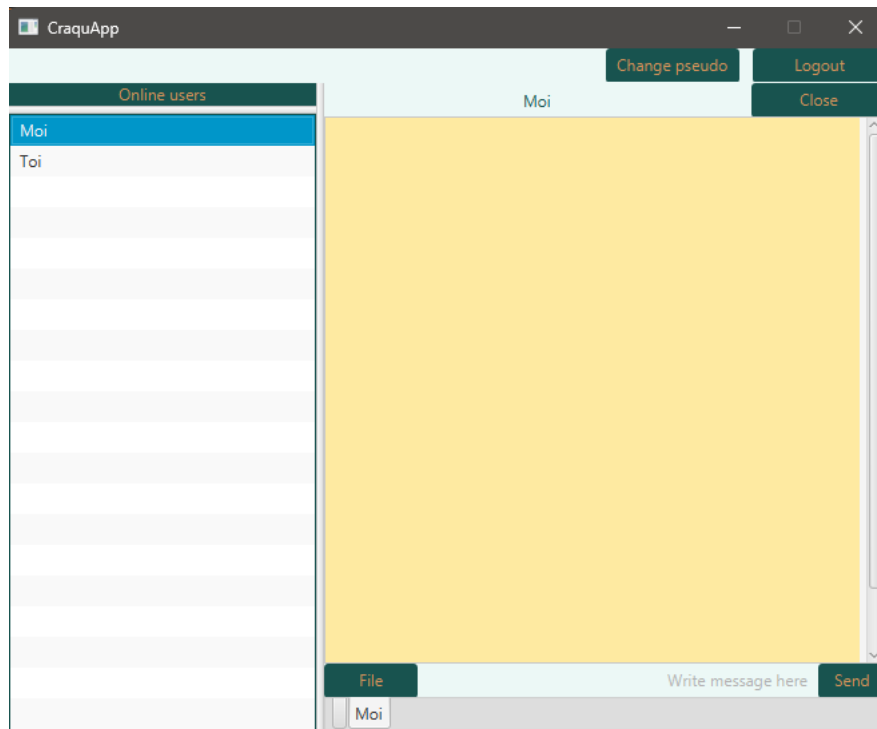 CraquApp
Change pseudo Logout
Online users
Moi Close
Moi
Toi
File Write message here Send
Moi